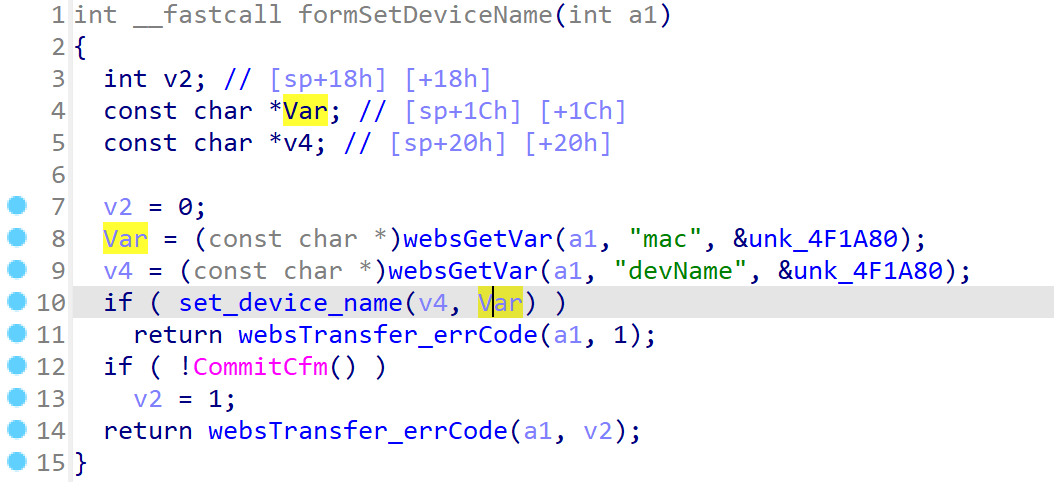 1 int __fastcall formSetDeviceName(int a1)
2 {
3   int v2; // [sp+18h] [+18h]
4   const char *Var; // [sp+1Ch] [+1Ch]
5   const char *v4; // [sp+20h] [+20h]
6
7   v2 = 0;
8   Var = (const char *)websGetVar(a1, "mac", &unk_4F1A80);
9   v4 = (const char *)websGetVar(a1, "devName", &unk_4F1A80);
10   if ( set_device_name(v4, Var) )
11     return websTransfer_errCode(a1, 1);
12   if ( !CommitCfm() )
13     v2 = 1;
14   return websTransfer_errCode(a1, v2);
15 }